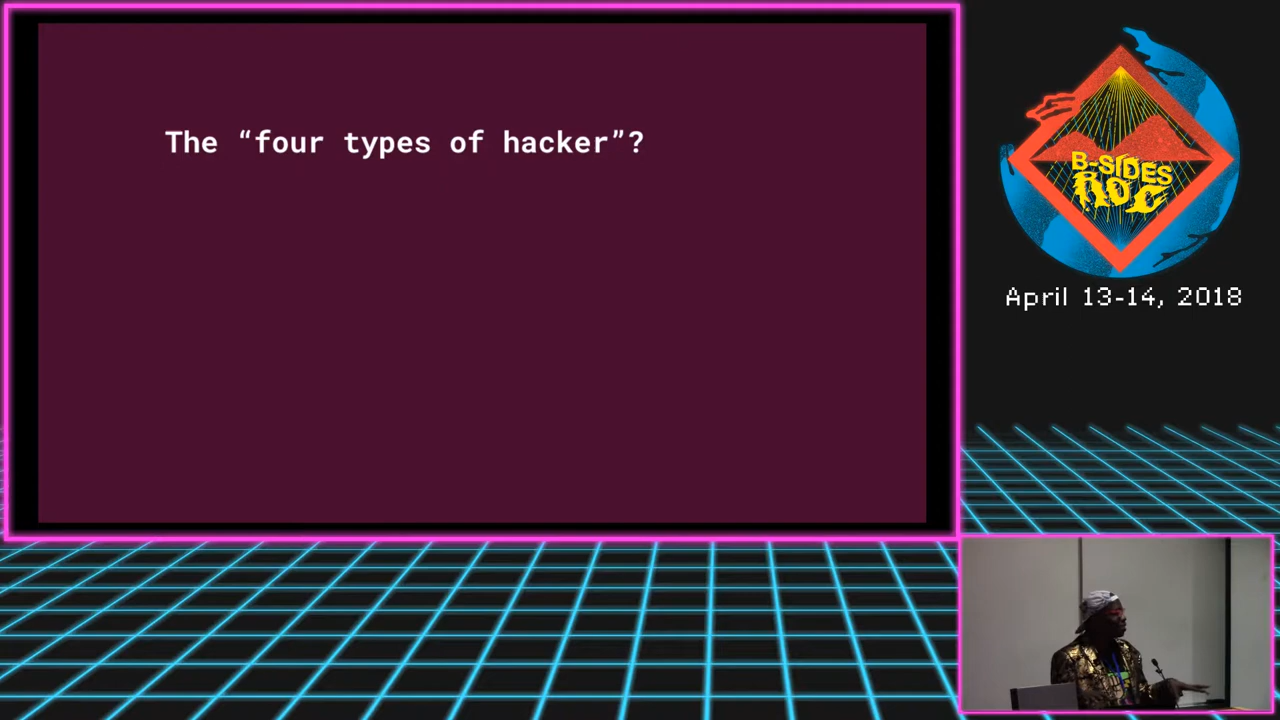 The “four types of hacker”?
B-SIDES
ROC
April 13-14, 2018